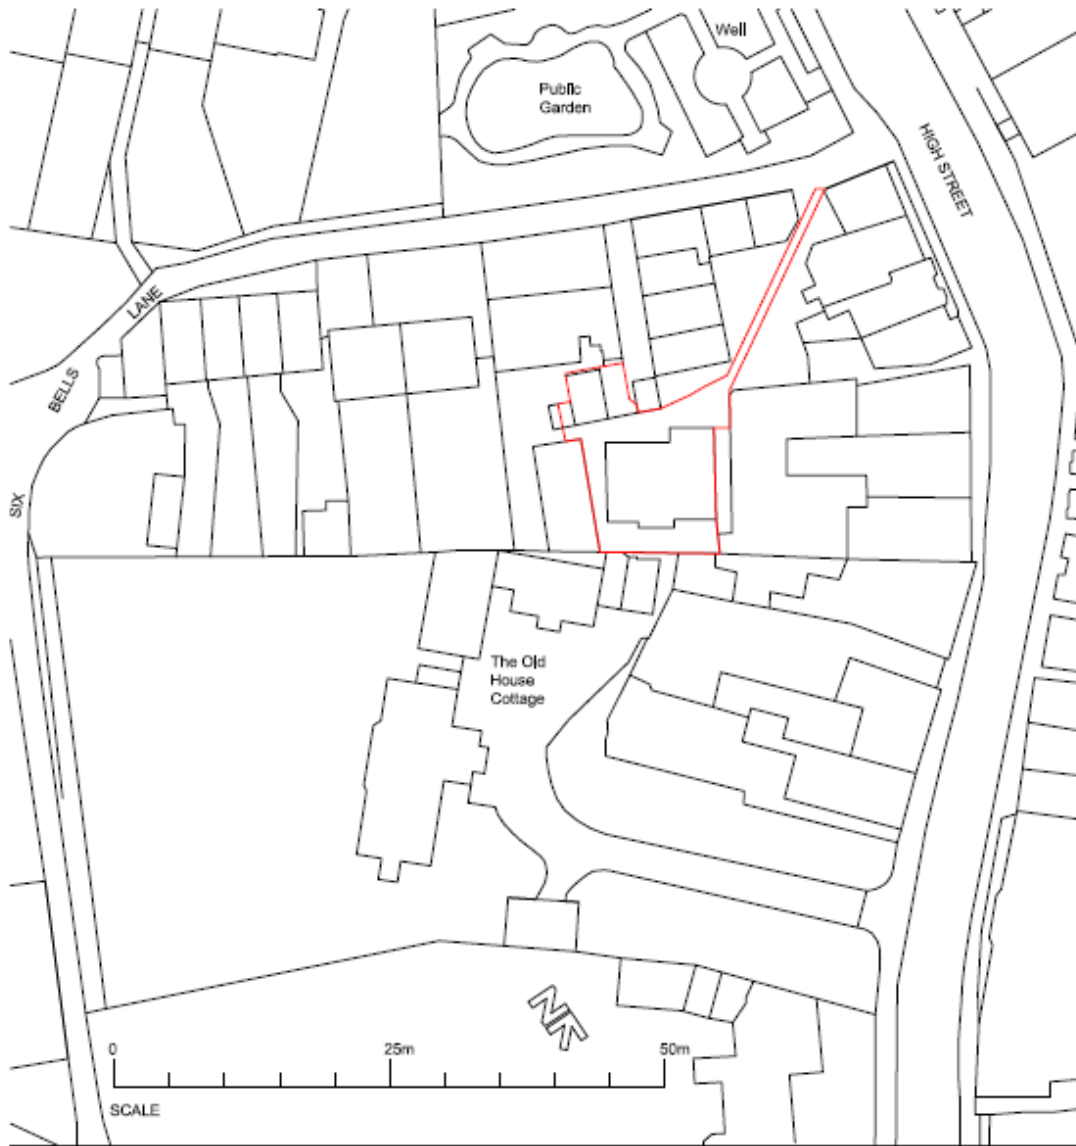 Well
Public
Garden
HIGH STREET
LANE
BELLS
SIX
The Old
House
Cottage
N
0
25m
50m
SCALE